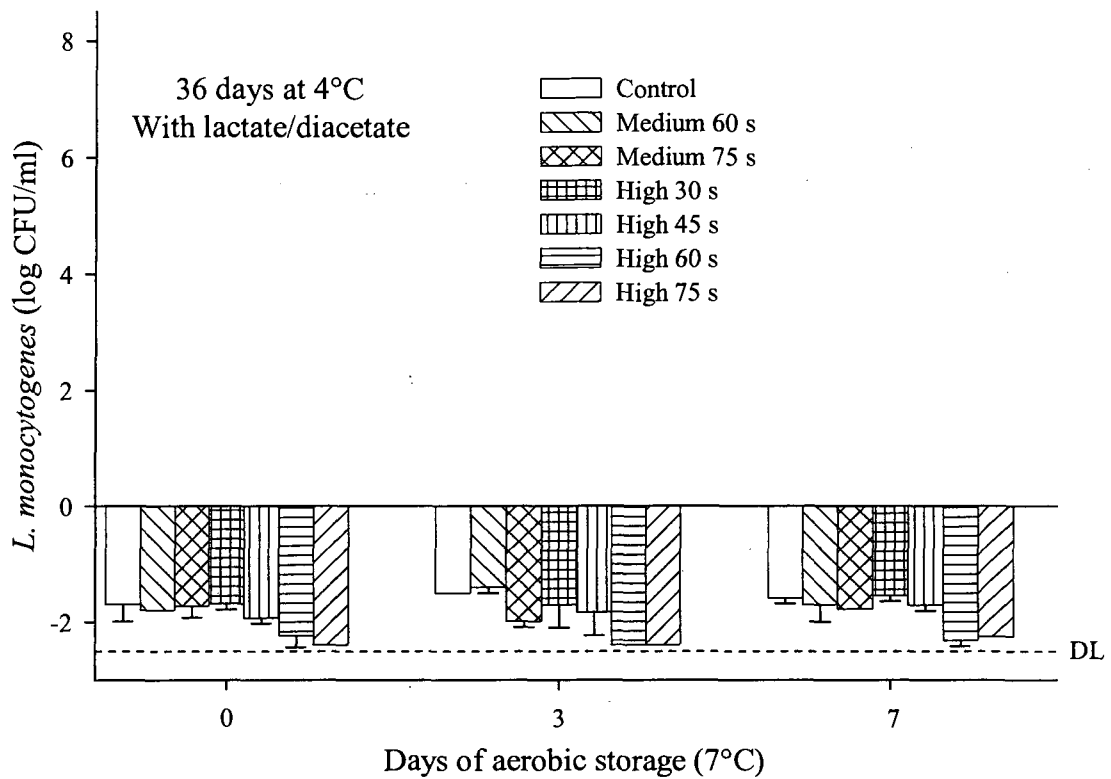 8
6
4
2
0
-2
L. monocytogenes (log CFU/ml)
36 days at 4°C
With lactate/diacetate
Control
Medium 60 s
Medium 75 s
High 30 s
High 45 s
High 60 s
High 75 s
DL
0
3
7
Days of aerobic storage (7°C)